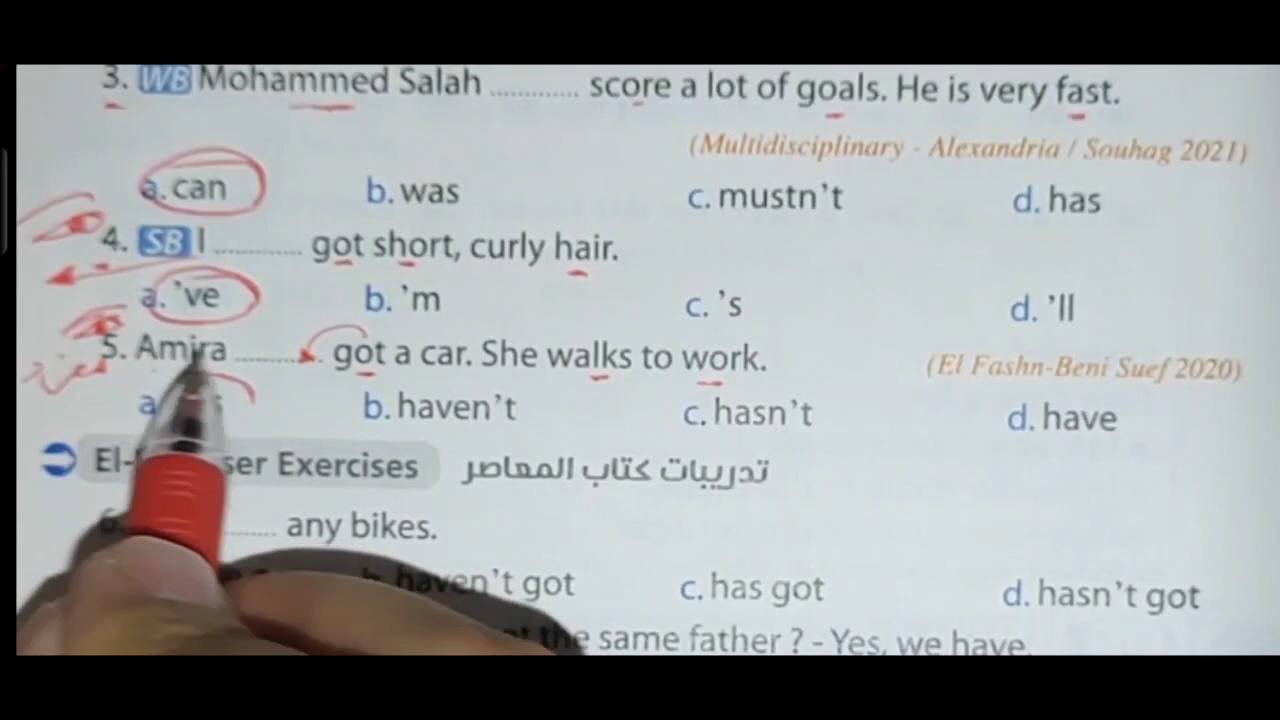 3. WB Mohammed Salah ............ score a lot of goals. He is very fast.
(Multidisciplinary - Alexandria / Souhag 2021)
a. can b. was c. mustn't d. has
4. SB I ............ got short, curly hair.
a. 've b. 'm c. 's d. 'll
5. Amira ............ got a car. She walks to work. (El Fashn-Beni Suef 2020)
a b. haven't c. hasn't d. have
El- ser Exercises تدريبات كتاب المعاصر
........ any bikes.
b. haven't got c. has got d. hasn't got
the same father ? - Yes, we have.